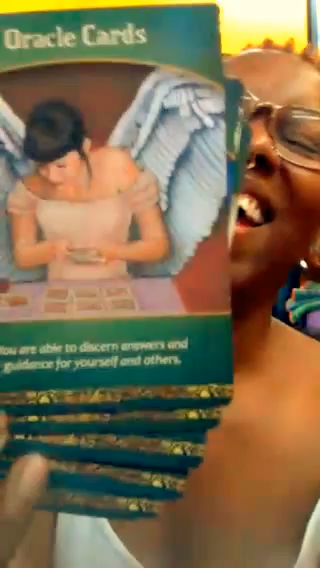 Oracle Cards
You are able to discern answers and
guidance for yourself and others.